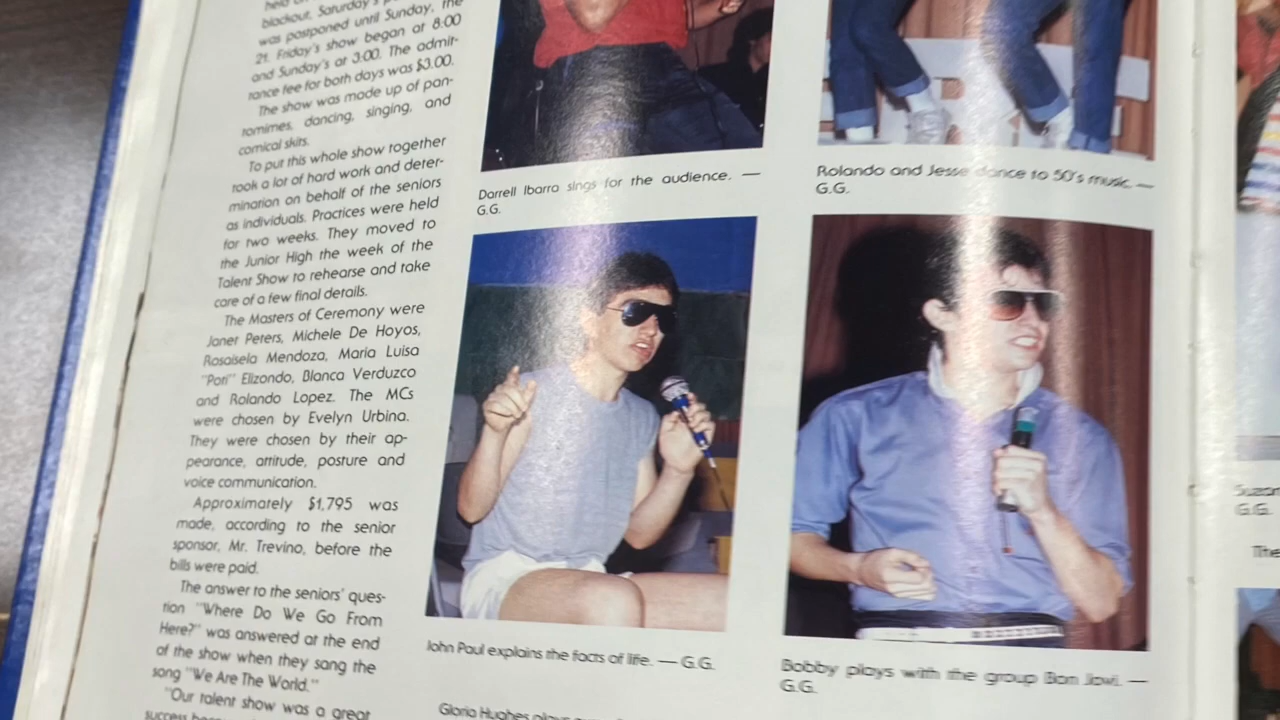 held
blackout, Saturday's
was postponed until Sunday, the
21. Friday's show began at 8:00
and Sunday's at 3:00. The admit-
tance fee for both days was $3.00.
The show was made up of pan-
tomimes, dancing, singing, and
comical skits.
To put this whole show together
took a lot of hard work and deter-
mination on behalf of the seniors
as individuals. Practices were held
for two weeks. They moved to
the Junior High the week of the
Talent Show to rehearse and take
care of a few final details.
The Masters of Ceremony were
Janet Peters, Michele De Hoyos,
Rosaisela Mendoza, Maria Luisa
"Pori" Elizondo, Blanca Verduzco
and Rolando Lopez. The MCs
were chosen by Evelyn Urbina.
They were chosen by their ap-
pearance, attitude, posture and
voice communication.
Approximately $1,795 was
made, according to the senior
sponsor, Mr. Trevino, before the
bills were paid.
The answer to the seniors' ques-
tion "Where Do We Go From
Here?" was answered at the end
of the show when they sang the
song "We Are The World."
"Our talent show was a great
success
Darrell Ibarra sings for the audience. —
G.G.
Rolando and Jesse dance to 50's music. —
G.G.
John Paul explains the facts of life. — G.G.
Bobby plays with the group Bon Jovi. —
G.G.
Gloria Hughes plays
G.G.
The